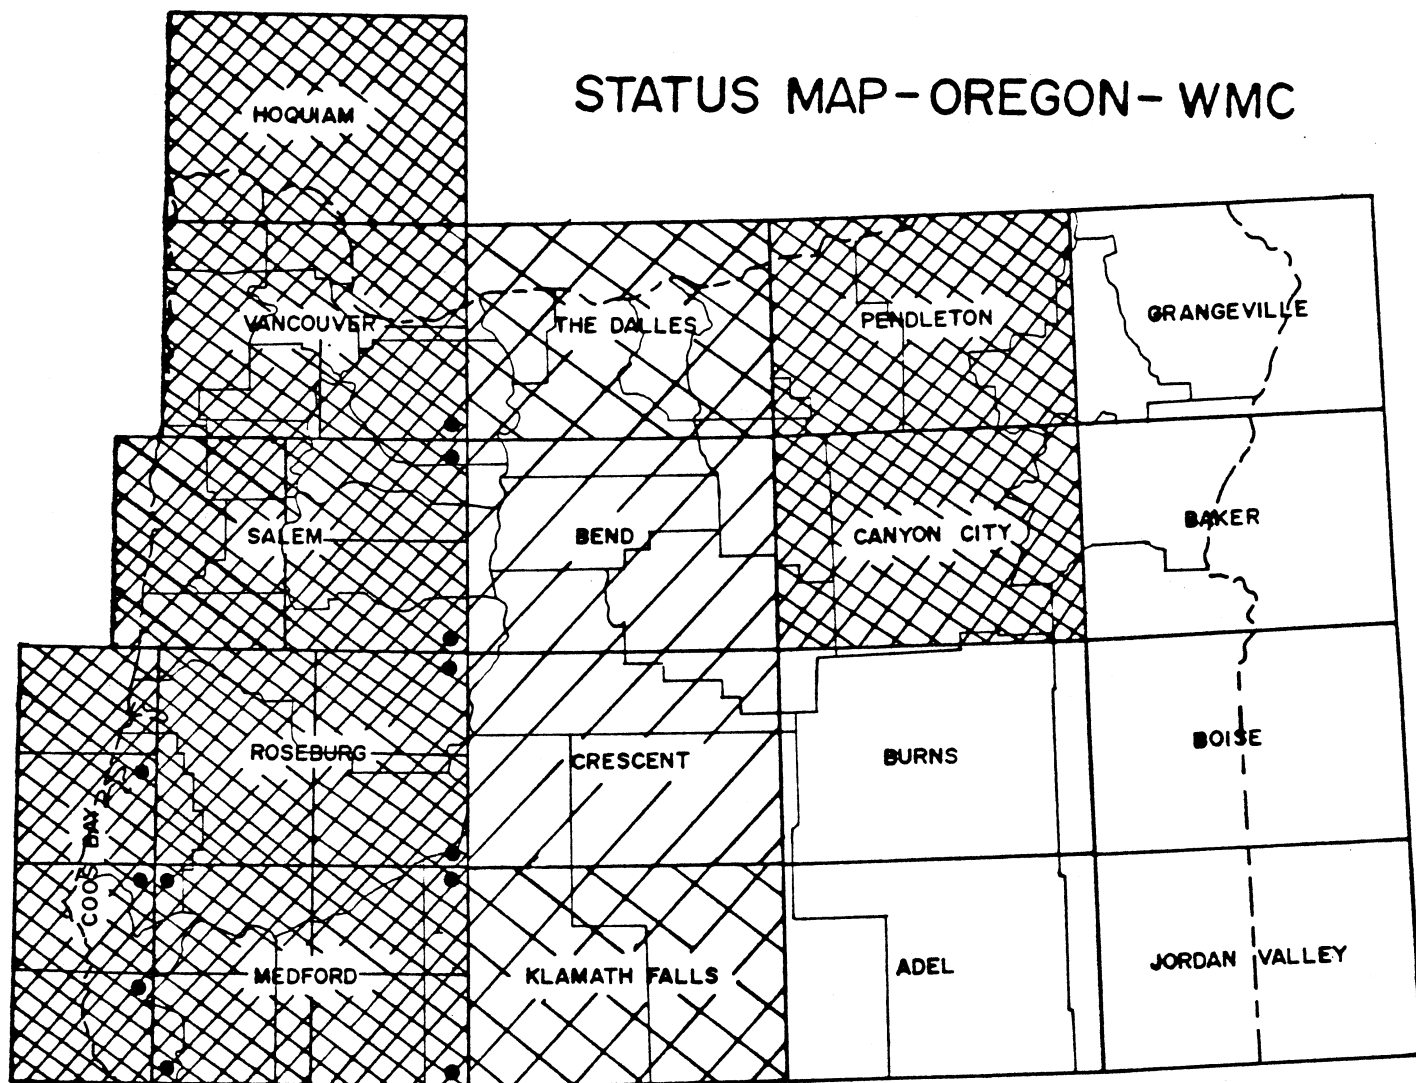 STATUS MAP-OREGON-WMC
HOQUIAM
VANCOUVER
THE DALLES
PENDLETON
GRANGEVILLE
SALEM
BEND
CANYON CITY
BAKER
ROSEBURG
CRESCENT
BURNS
BOISE
COOS BAY
MEDFORD
KLAMATH FALLS
ADEL
JORDAN VALLEY